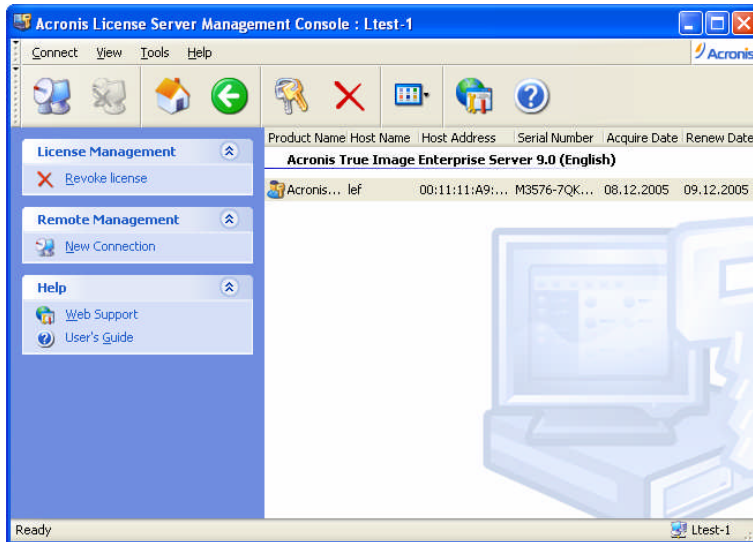 Acronis License Server Management Console : Ltest-1
Connect View Tools Help
Acronis
Product Name Host Name Host Address Serial Number Acquire Date Renew Date
Acronis True Image Enterprise Server 9.0 (English)
Acronis... lef 00:11:11:A9:... M3576-7QK... 08.12.2005 09.12.2005
License Management
Revoke license
Remote Management
New Connection
Help
Web Support
User's Guide
Ready
Ltest-1